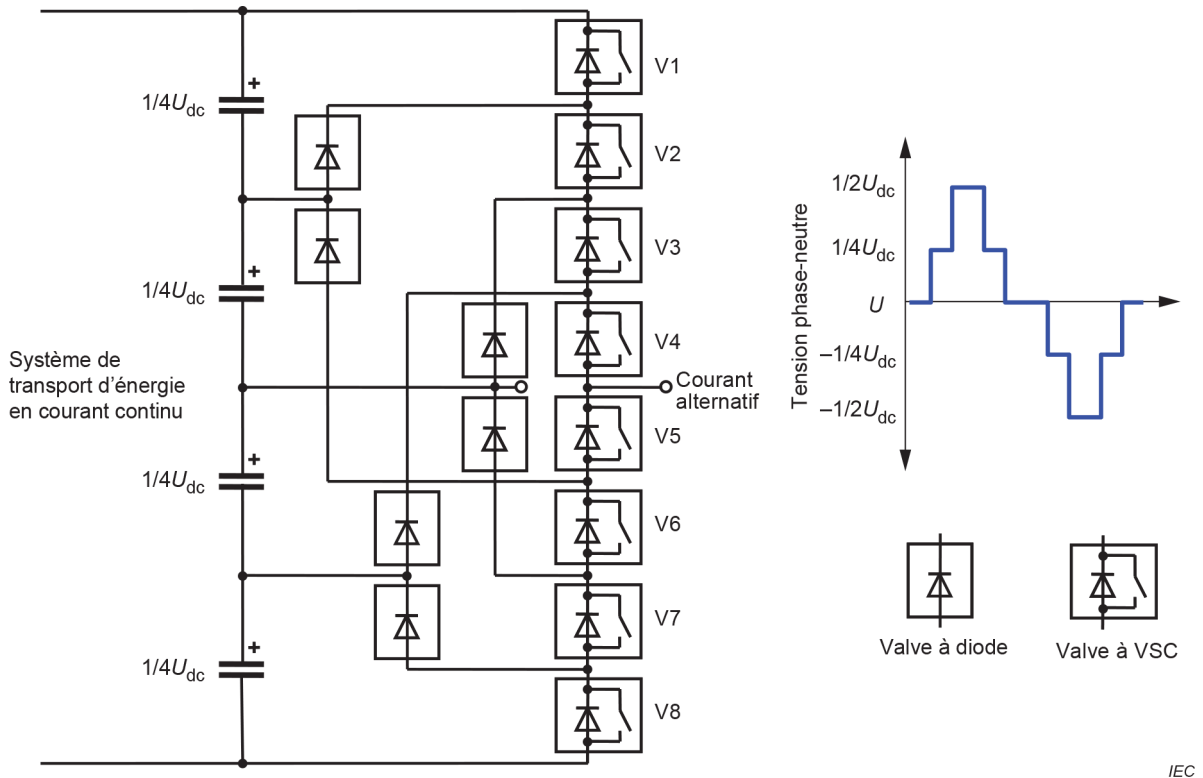 1/4Udc
1/4Udc
1/4Udc
1/4Udc
+
+
+
+
Système de
transport d'énergie
en courant continu
V1
V2
V3
V4
V5
V6
V7
V8
Courant
alternatif
Tension phase-neutre
1/2Udc
1/4Udc
U
–1/4Udc
–1/2Udc
Valve à diode
Valve à VSC
IEC